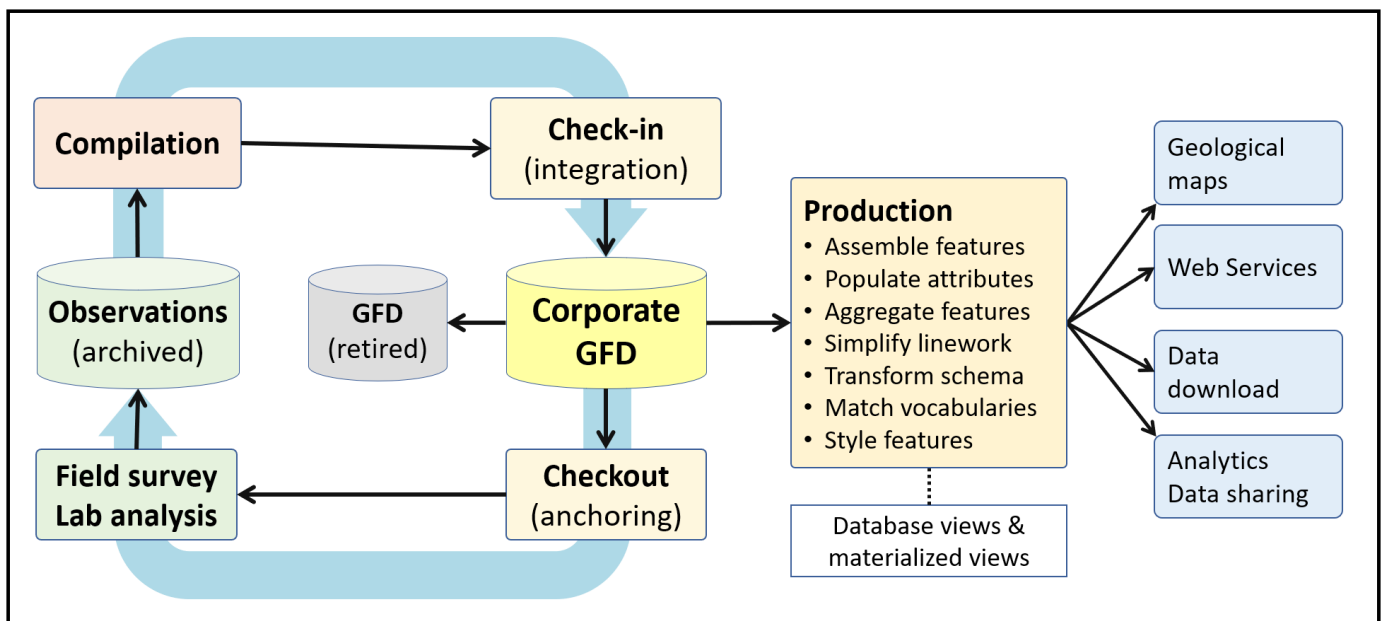 Compilation
Check-in
(integration)
Observations
(archived)
GFD
(retired)
Corporate
GFD
Field survey
Lab analysis
Checkout
(anchoring)
Production
• Assemble features
• Populate attributes
• Aggregate features
• Simplify linework
• Transform schema
• Match vocabularies
• Style features
Database views &
materialized views
Geological
maps
Web Services
Data
download
Analytics
Data sharing